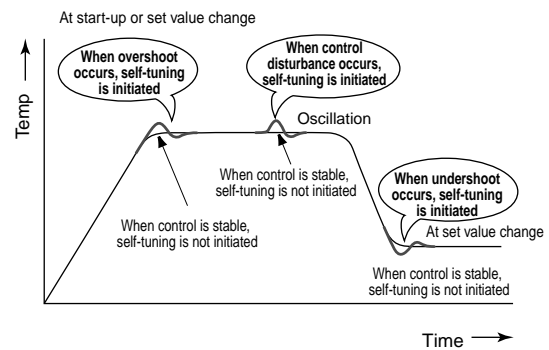 At start-up or set value change
When overshoot
occurs, self-tuning
is initiated
When control
disturbance occurs,
self-tuning is initiated
Temp
Oscillation
When control is stable,
self-tuning is not initiated
When control is stable,
self-tuning is not initiated
When undershoot
occurs, self-tuning
is initiated
At set value change
When control is stable,
self-tuning is not initiated
Time